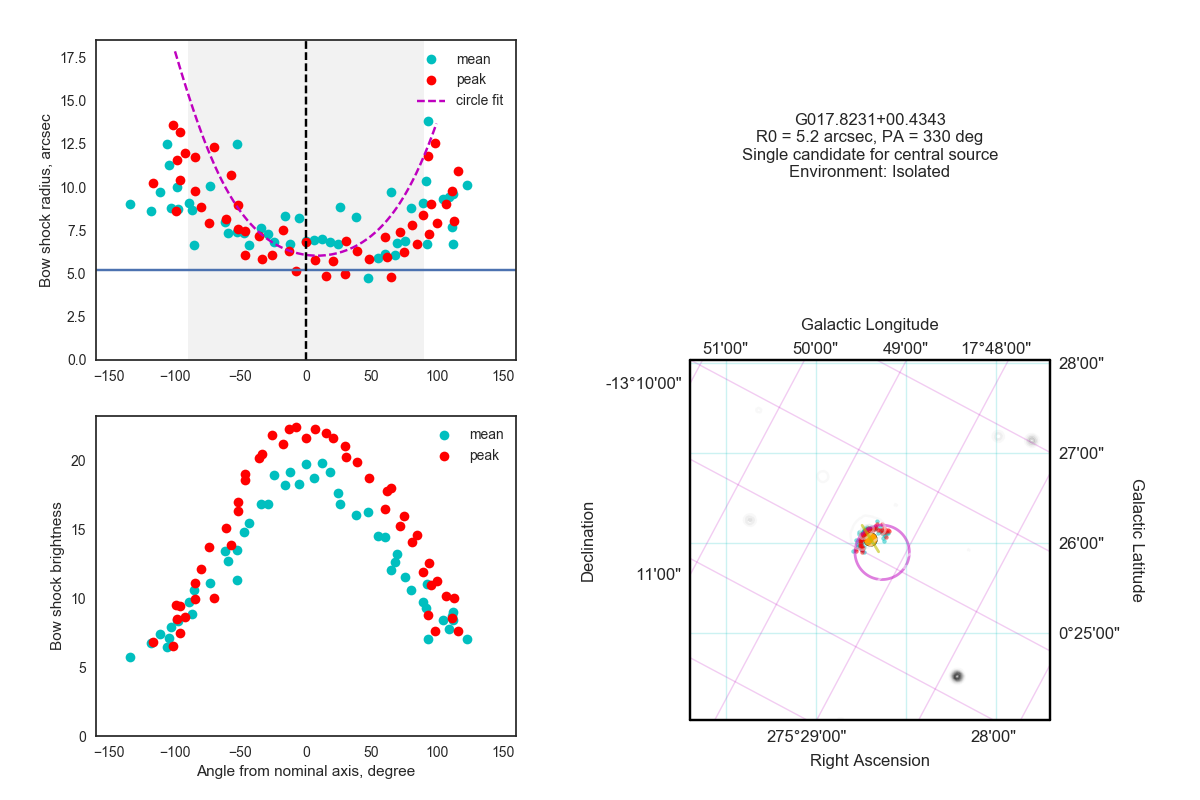 17.5
15.0
12.5
10.0
7.5
5.0
2.5
0.0
Bow shock radius, arcsec
mean
peak
circle fit
−150
−100
−50
0
50
100
150
20
15
10
5
0
Bow shock brightness
mean
peak
−150
−100
−50
0
50
100
150
Angle from nominal axis, degree
G017.8231+00.4343
R0 = 5.2 arcsec, PA = 330 deg
Single candidate for central source
Environment: Isolated
Galactic Longitude
51'00" 50'00" 49'00" 17°48'00"
-13°10'00"
11'00"
Declination
28'00"
27'00"
26'00"
0°25'00"
Galactic Latitude
275°29'00" 28'00"
Right Ascension